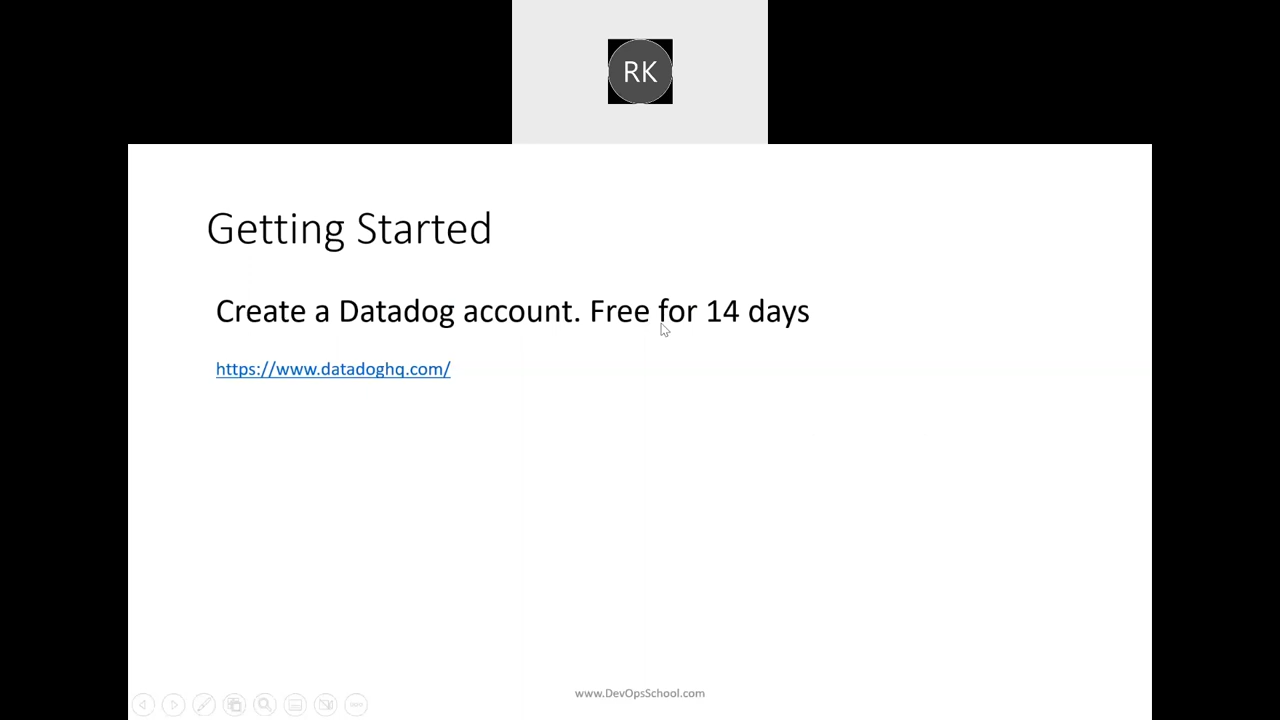 RK
Getting Started
Create a Datadog account. Free for 14 days
https://www.datadoghq.com/
www.DevOpsSchool.com